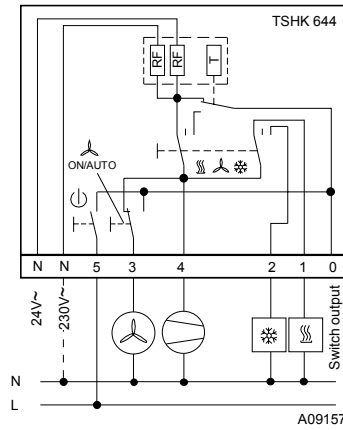 TSHK 644
RF
RF
T
ON/AUTO
N N 5 3 4 2 1 0
24V~
230V~
Switch output
N
L
A09157